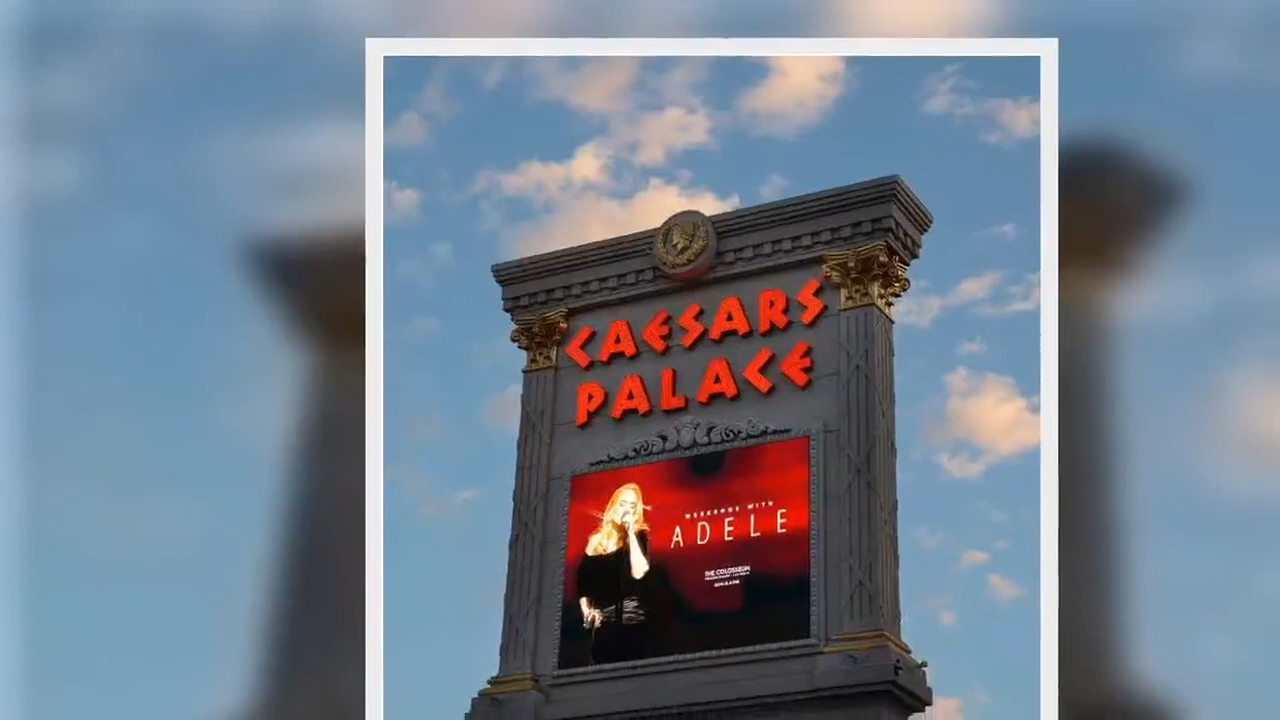 CAESARS
PALACE
WEEKENDS WITH
ADELE
THE COLOSSEUM